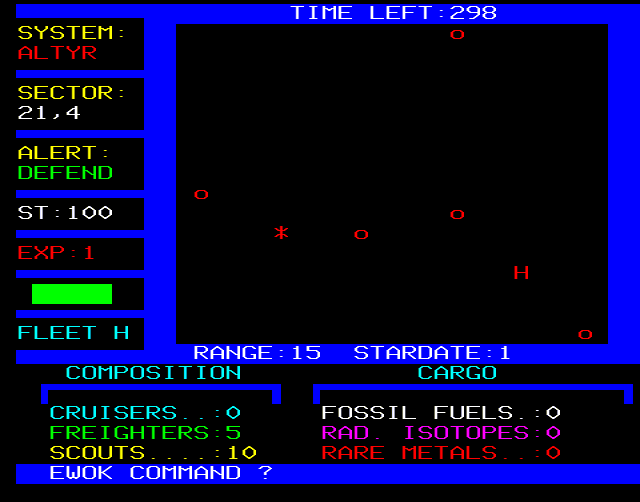 TIME LEFT:298
SYSTEM:
ALTYR
SECTOR:
21,4
ALERT:
DEFEND
ST:100
EXP:1
FLEET H
o
o
o
* o
H
o
RANGE:15 STARDATE:1
COMPOSITION CARGO
CRUISERS..:0 FOSSIL FUELS.:0
FREIGHTERS:5 RAD. ISOTOPES:0
SCOUTS....:10 RARE METALS..:0
EWOK COMMAND ?